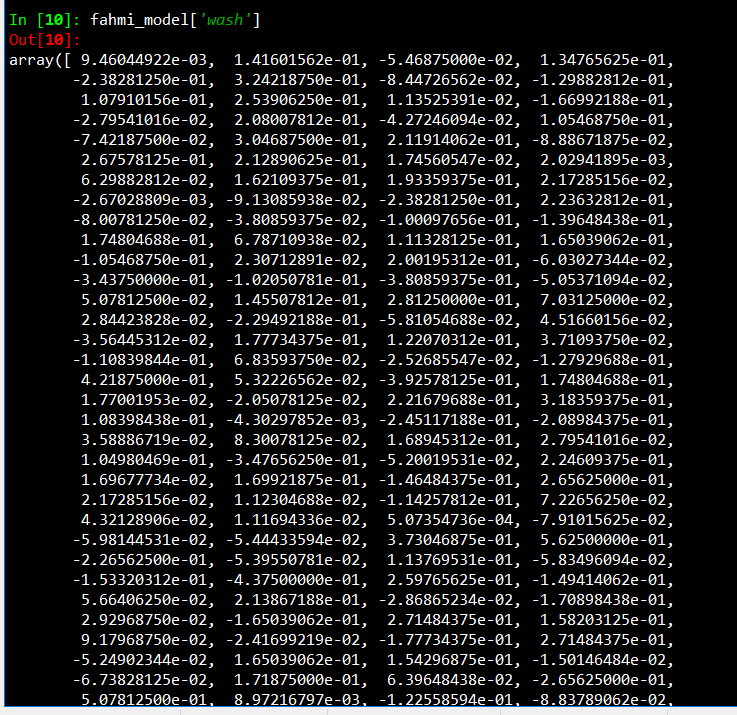 In [10]: fahmi_model['wash']
Out[10]:
array([ 9.46044922e-03, 1.41601562e-01, -5.46875000e-02, 1.34765625e-01,
-2.38281250e-01, 3.24218750e-01, -8.44726562e-02, -1.29882812e-01,
1.07910156e-01, 2.53906250e-01, 1.13525391e-02, -1.66992188e-01,
-2.79541016e-02, 2.08007812e-01, -4.27246094e-02, 1.05468750e-01,
-7.42187500e-02, 3.04687500e-01, 2.11914062e-01, -8.88671875e-02,
2.67578125e-01, 2.12890625e-01, 1.74560547e-02, 2.02941895e-03,
6.29882812e-02, 1.62109375e-01, 1.93359375e-01, 2.17285156e-02,
-2.67028809e-03, -9.13085938e-02, -2.38281250e-01, 2.23632812e-01,
-8.00781250e-02, -3.80859375e-02, -1.00097656e-01, -1.39648438e-01,
1.74804688e-01, 6.78710938e-02, 1.11328125e-01, 1.65039062e-01,
-1.05468750e-01, 2.30712891e-02, 2.00195312e-01, -6.03027344e-02,
-3.43750000e-01, -1.02050781e-01, -3.80859375e-02, -5.05371094e-02,
5.07812500e-02, 1.45507812e-01, 2.81250000e-01, 7.03125000e-02,
2.84423828e-02, -2.29492188e-01, -5.81054688e-02, 4.51660156e-02,
-3.56445312e-02, 1.77734375e-01, 1.22070312e-01, 3.71093750e-02,
-1.10839844e-01, 6.83593750e-02, -2.52685547e-02, -1.27929688e-01,
4.21875000e-01, 5.32226562e-02, -3.92578125e-01, 1.74804688e-01,
1.77001953e-02, -2.05078125e-02, 2.21679688e-01, 3.18359375e-01,
1.08398438e-01, -4.30297852e-03, -2.45117188e-01, -2.08984375e-01,
3.58886719e-02, 8.30078125e-02, 1.68945312e-01, 2.79541016e-02,
1.04980469e-01, -3.47656250e-01, -5.20019531e-02, 2.24609375e-01,
1.69677734e-02, 1.69921875e-01, -1.46484375e-01, 2.65625000e-01,
2.17285156e-02, 1.12304688e-02, -1.14257812e-01, 7.22656250e-02,
4.32128906e-02, 1.11694336e-02, 5.07354736e-04, -7.91015625e-02,
-5.98144531e-02, -5.44433594e-02, 3.73046875e-01, 5.62500000e-01,
-2.26562500e-01, -5.39550781e-02, 1.13769531e-01, -5.83496094e-02,
-1.53320312e-01, -4.37500000e-01, 2.59765625e-01, -1.49414062e-01,
5.66406250e-02, 2.13867188e-01, -2.86865234e-02, -1.70898438e-01,
2.92968750e-01, -1.65039062e-01, 2.71484375e-01, 1.58203125e-01,
9.17968750e-02, -2.41699219e-02, -1.77734375e-01, 2.71484375e-01,
-5.24902344e-02, 1.65039062e-01, 1.54296875e-01, -1.50146484e-02,
-6.73828125e-02, 1.71875000e-01, 6.39648438e-02, -2.65625000e-01,
5.07812500e-01, 8.97216797e-03, -1.22558594e-01, -8.83789062e-02,